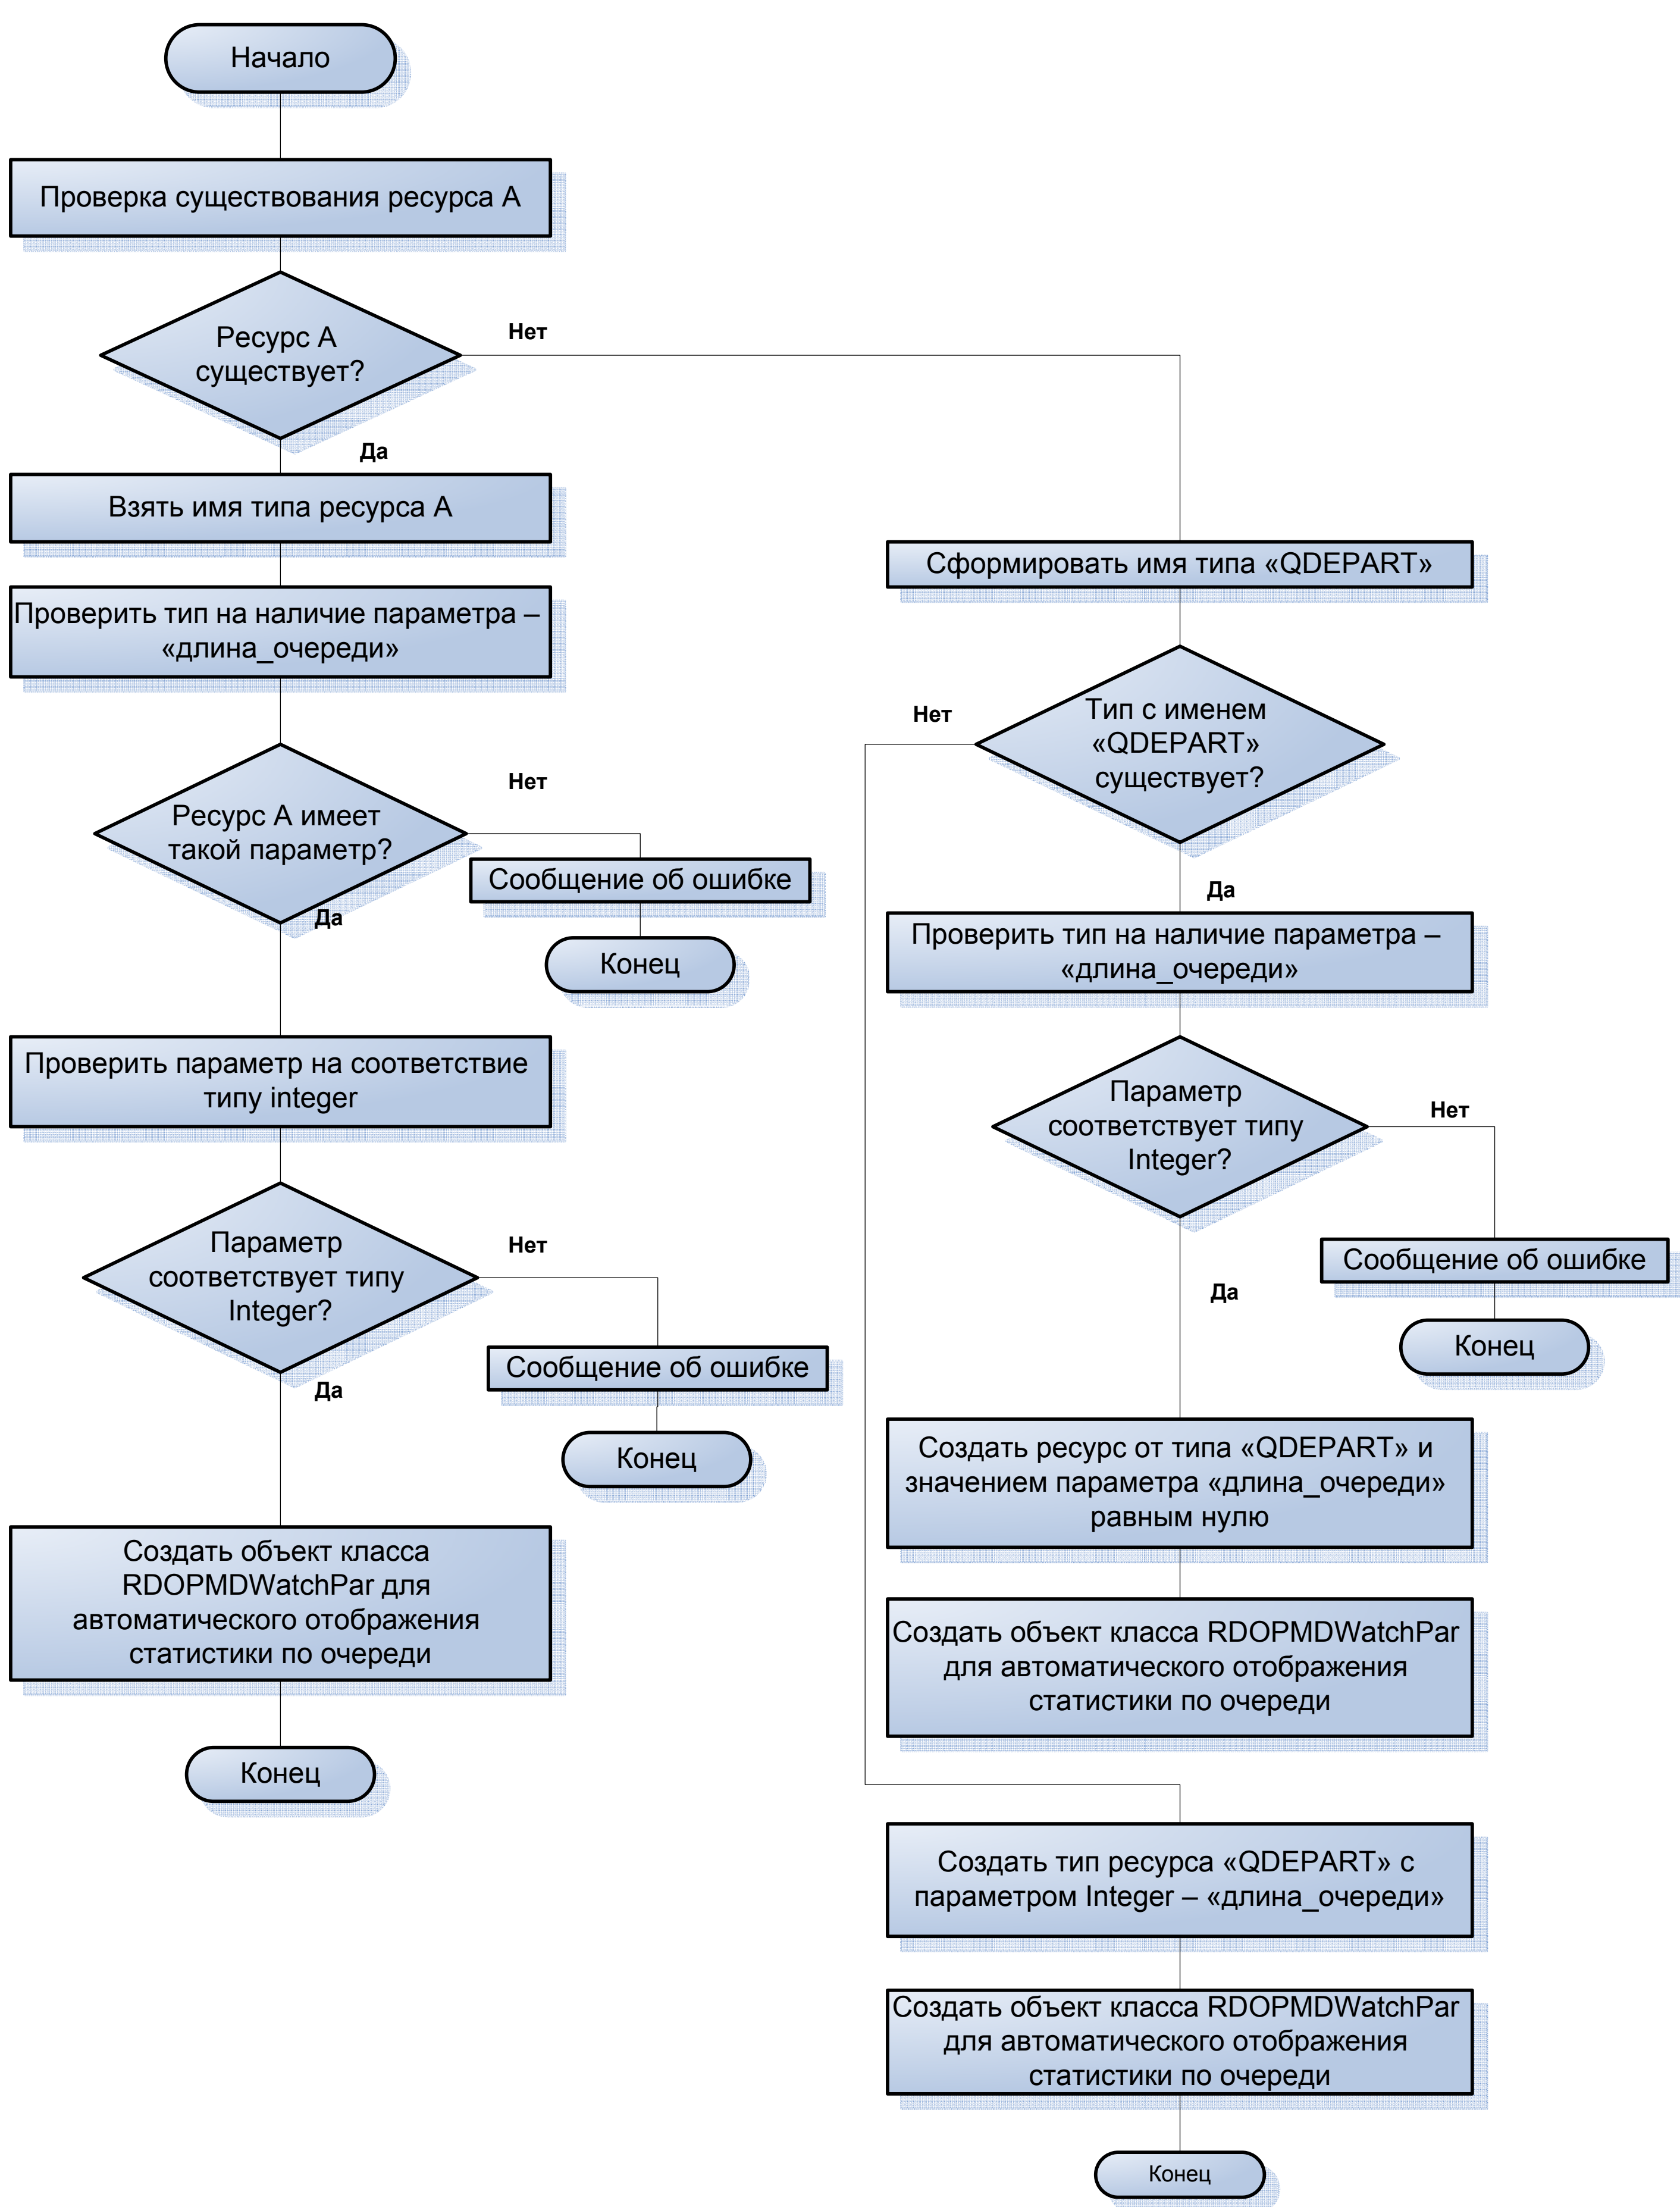 Начало
Проверка существования ресурса А
Ресурс А
существует?
Нет
Да
Взять имя типа ресурса А
Проверить тип на наличие параметра –
«длина_очереди»
Ресурс А имеет
такой параметр?
Нет
Сообщение об ошибке
Конец
Да
Проверить параметр на соответствие
типу integer
Параметр
соответствует типу
Integer?
Нет
Сообщение об ошибке
Конец
Да
Создать объект класса
RDOPMDWatchPar для
автоматического отображения
статистики по очереди
Конец
Сформировать имя типа «QDEPART»
Тип с именем
«QDEPART»
существует?
Нет
Да
Проверить тип на наличие параметра –
«длина_очереди»
Параметр
соответствует типу
Integer?
Нет
Сообщение об ошибке
Конец
Да
Создать ресурс от типа «QDEPART» и
значением параметра «длина_очереди»
равным нулю
Создать объект класса RDOPMDWatchPar
для автоматического отображения
статистики по очереди
Создать тип ресурса «QDEPART» с
параметром Integer – «длина_очереди»
Создать объект класса RDOPMDWatchPar
для автоматического отображения
статистики по очереди
Конец